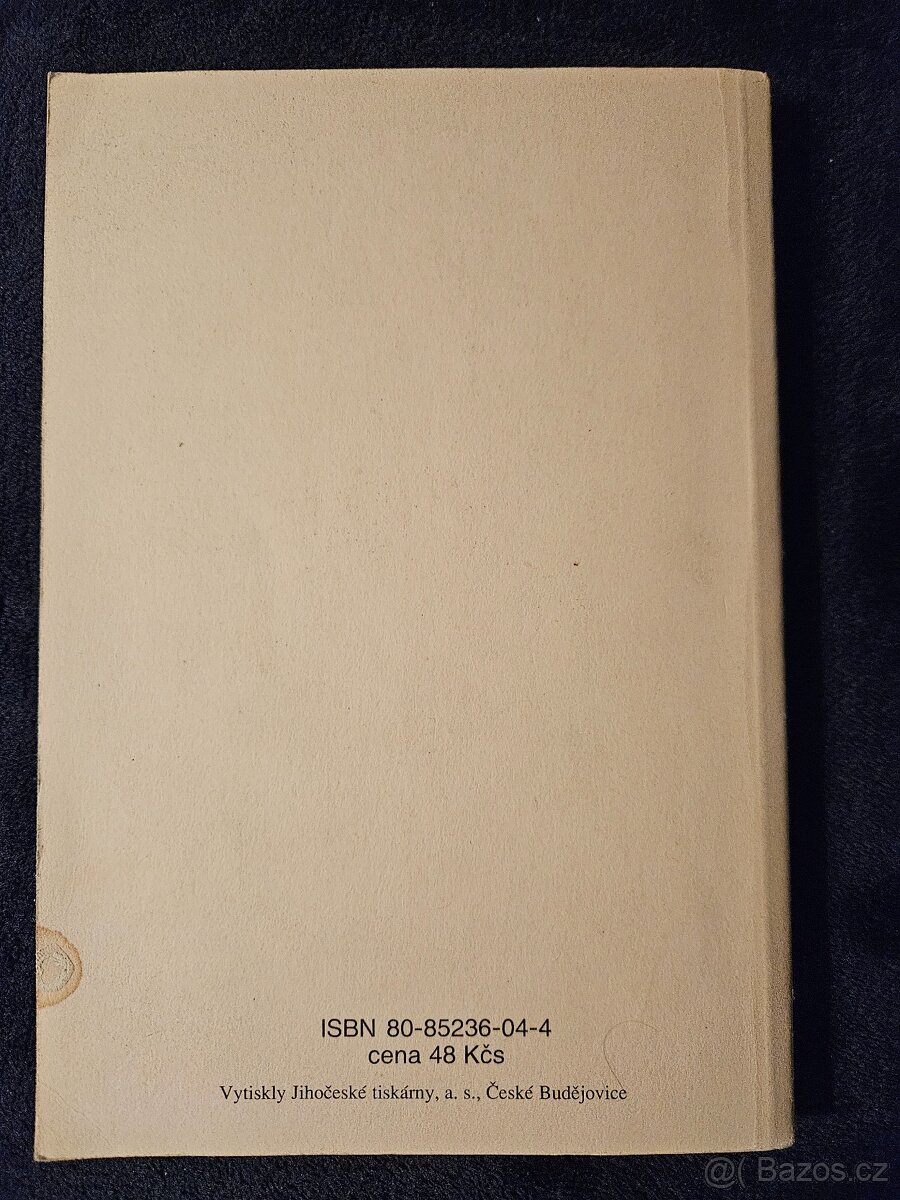 ISBN 80-85236-04-4
cena 48 Kčs
Vytiskly Jihočeské tiskárny, a. s., České Budějovice
@( Bazos.cz